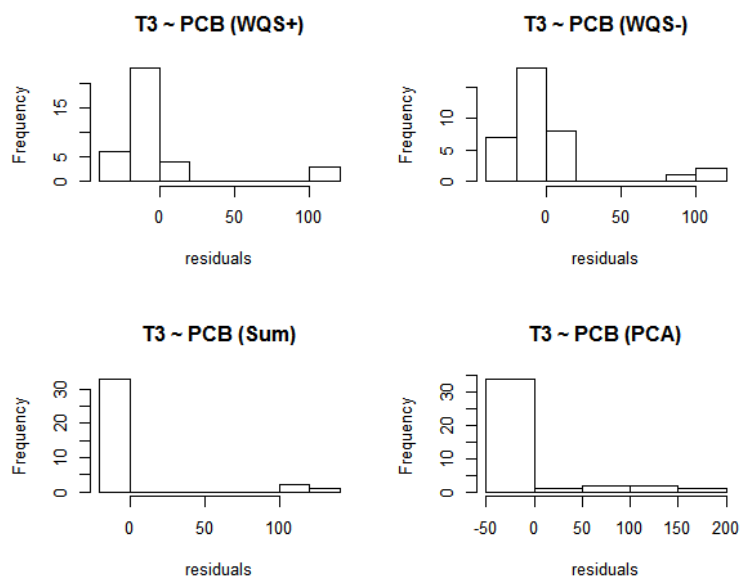 T3 ~ PCB (WQS+)
Frequency
5
15
0
0
50
100
residuals
T3 ~ PCB (WQS-)
Frequency
0
5
10
0
50
100
residuals
T3 ~ PCB (Sum)
Frequency
0
10
20
30
0
50
100
residuals
T3 ~ PCB (PCA)
Frequency
0
10
20
30
-50
0
50
100
150
200
residuals